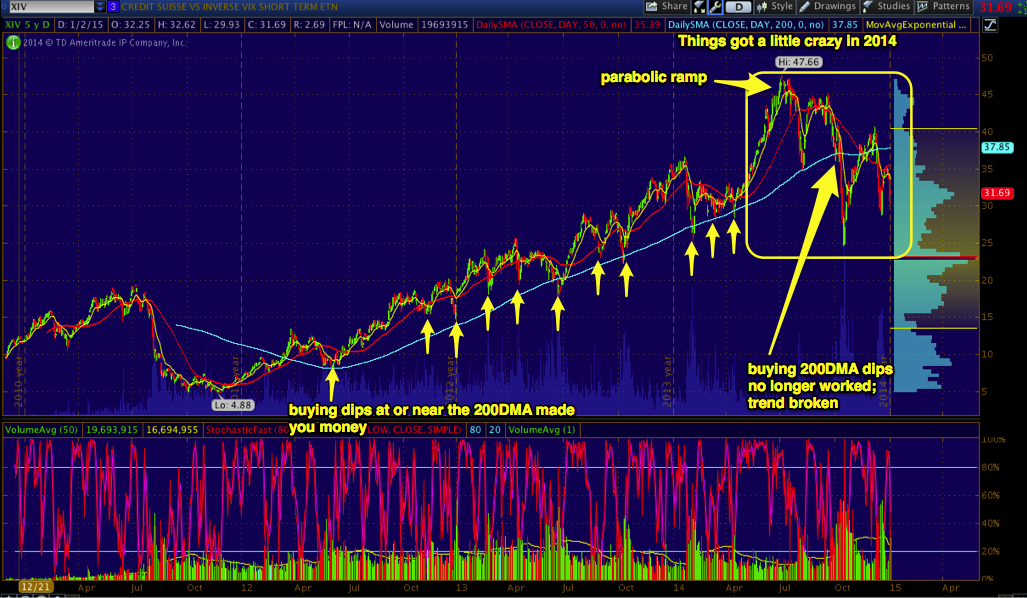 XIV 3 CREDIT SUISSE VS INVERSE VIX SHORT TERM ETN Share D Style Drawings Studies Patterns 31.69
XIV 5 y D D: 1/2/15 O: 32.25 H: 32.62 L: 29.93 C: 31.69 R: 2.69 FPL: N/A Volume 19693915 DailySMA (CLOSE, DAY, 50, 0, no) 35.39 DailySMA (CLOSE, DAY, 200, 0, no) 37.85 MovAvgExponential ...
2014 © TD Ameritrade IP Company, Inc.
Things got a little crazy in 2014
Hi: 47.66
parabolic ramp
50
45
40
37.85
35
31.69
30
25
20
15
10
5
buying 200DMA dips
no longer worked;
trend broken
2010 year
2013 year
Lo: 4.88
buying dips at or near the 200DMA made
you money
VolumeAvg (50) 19,693,915 16,694,955 StochasticFast (80 LOW, CLOSE, SIMPLE) 80 20 VolumeAvg (1)
100%
80%
60%
40%
20%
0%
12/21 Apr Jul Oct 12 Apr Jul Oct 13 Apr Jul Oct 14 Apr Jul Oct 15 Apr